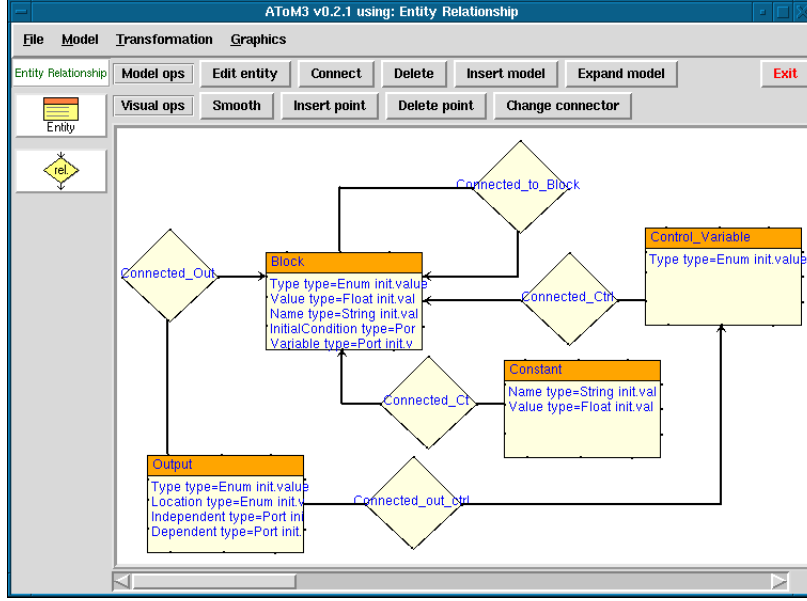 AToM3 v0.2.1 using: Entity Relationship
File Model Transformation Graphics
Entity Relationship Model ops Edit entity Connect Delete Insert model Expand model Exit
Visual ops Smooth Insert point Delete point Change connector
Entity
rel.
Connected_to_Block
Control_Variable
Type type=Enum init.value
Connected_Out
Block
Type type=Enum init.value
Value type=Float init.val
Name type=String init.val
InitialCondition type=Por
Variable type=Port init.v
Connected_Ctrl
Constant
Name type=String init.val
Value type=Float init.val
Connected_Ct
Output
Type type=Enum init.value
Location type=Enum init.v
Independent type=Port ini
Dependent type=Port init.
Connected_out_ctrl